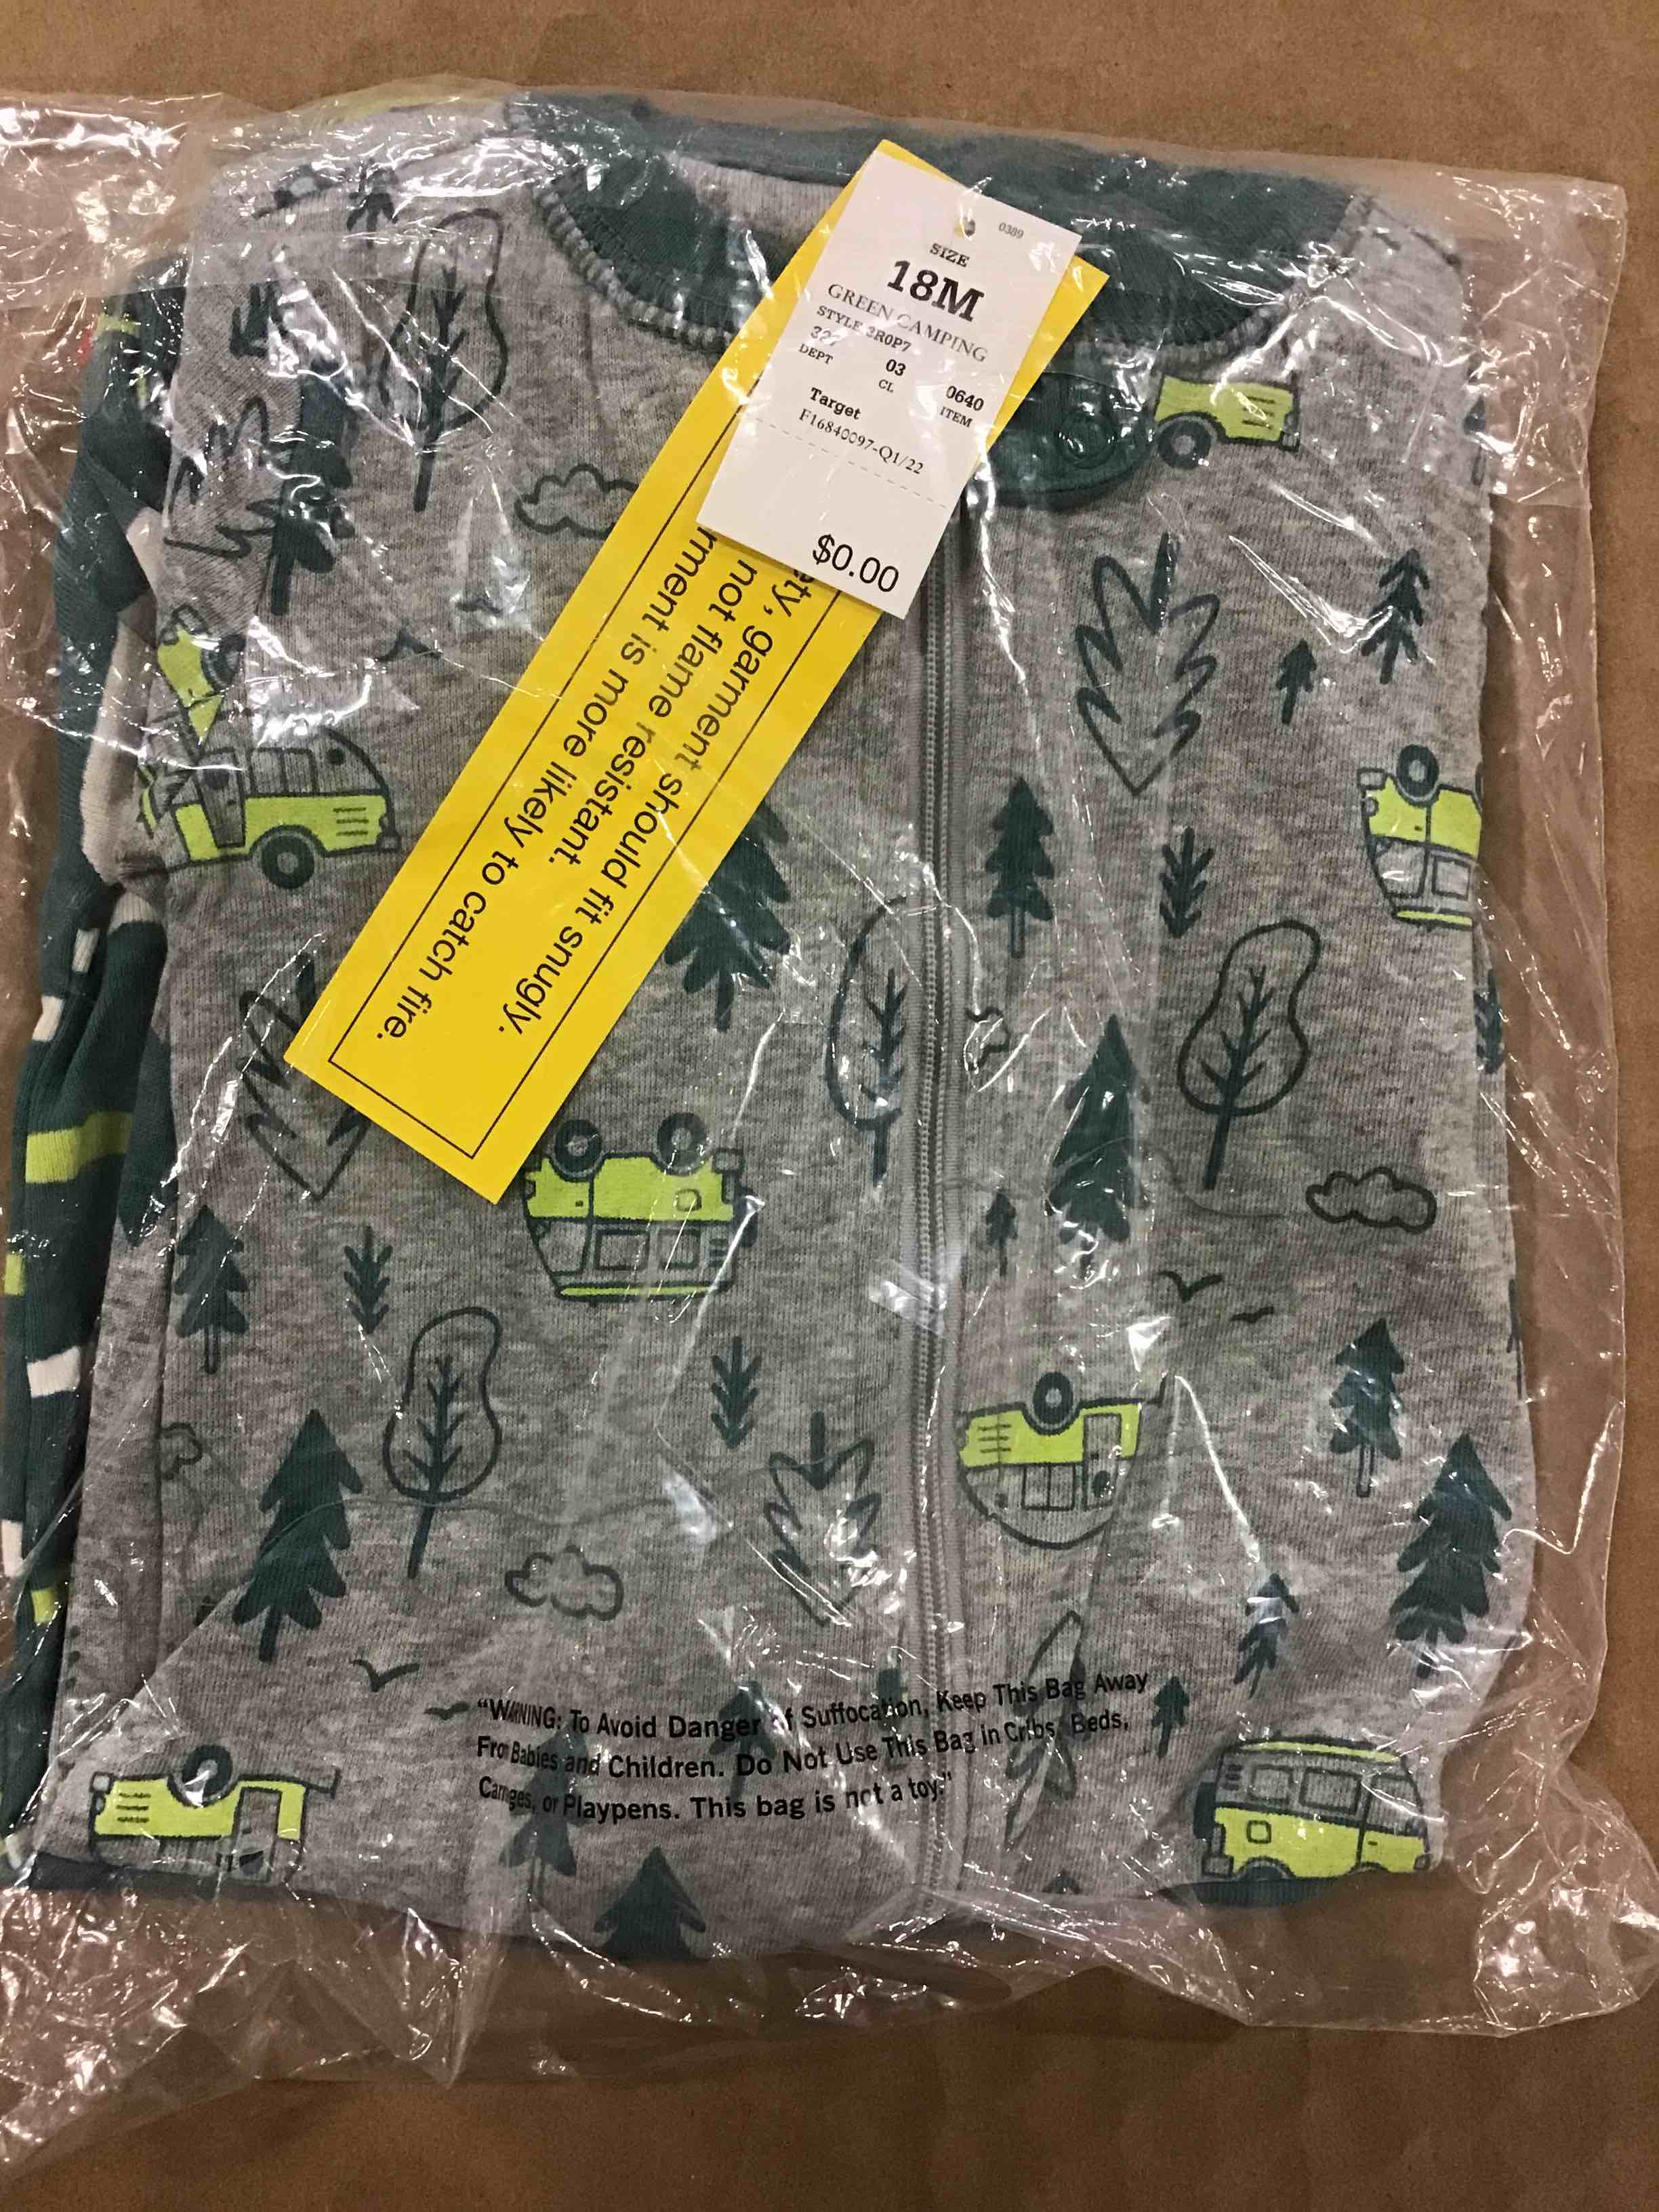 0389
SIZE
18M
GREEN CAMPING
STYLE 3R0P7
03 0640
DEPT CL ITEM
Target
F16840097-Q1/22
$0.00
garment should fit snugly.
not flame resistant.
is more likely to catch fire.
"WARNING: To Avoid Danger of Suffocation, Keep This Bag Away
From Babies and Children. Do Not Use This Bag in Cribs, Beds,
or Playpens. This bag is not a toy."